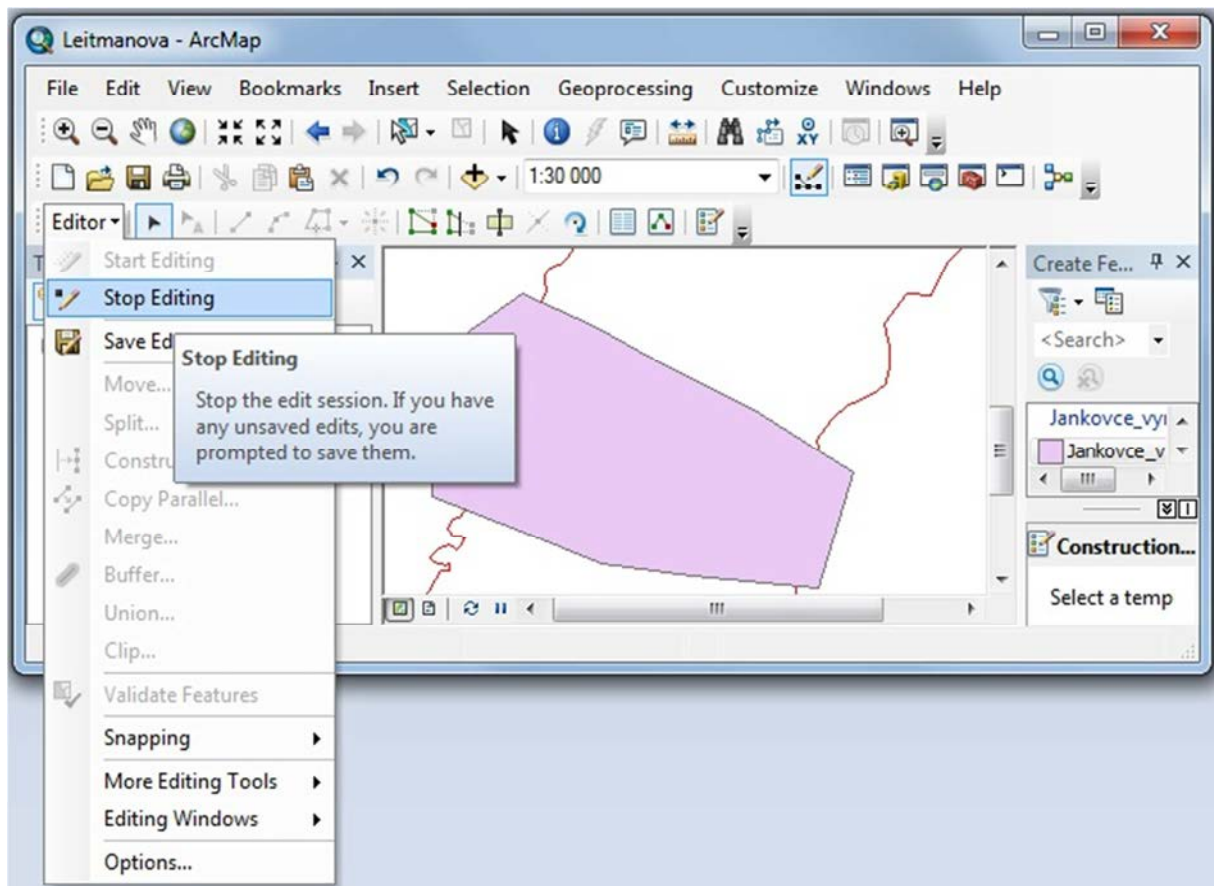 Leitmanova - ArcMap
File Edit View Bookmarks Insert Selection Geoprocessing Customize Windows Help
1:30 000
Editor
Start Editing
Stop Editing
Save Ed
Stop Editing
Stop the edit session. If you have
any unsaved edits, you are
prompted to save them.
Move...
Split...
Constru
Copy Parallel...
Merge...
Buffer...
Union...
Clip...
Validate Features
Snapping
More Editing Tools
Editing Windows
Options...
Create Fe...
<Search>
Jankovce_vyı
Jankovce_v
Construction...
Select a temp